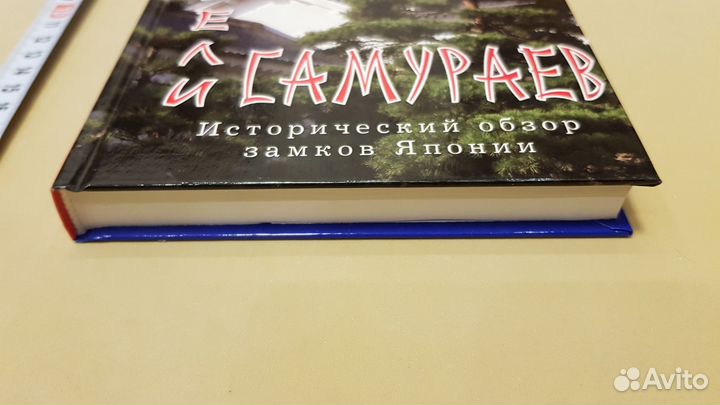 Е
Л
И САМУРАЕВ
Исторический обзор
замков Японии
Avito